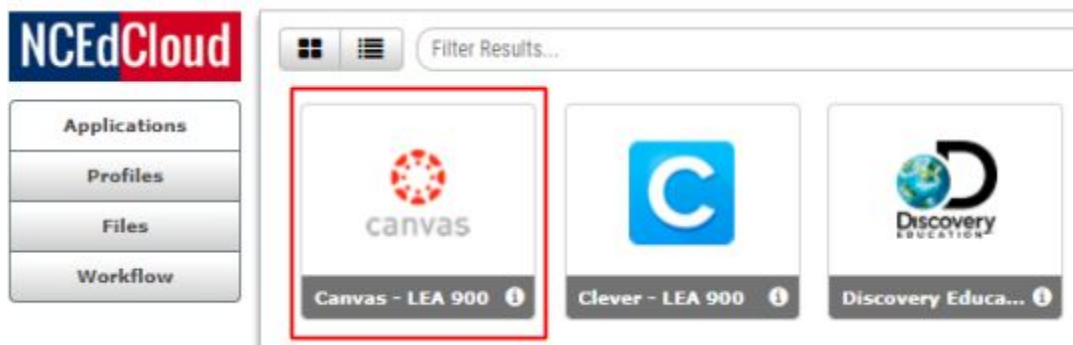 NCEdCloud
Applications
Profiles
Files
Workflow
Filter Results...
canvas
Canvas - LEA 900
C
Clever - LEA 900
Discovery
EDUCATION
Discovery Educa...